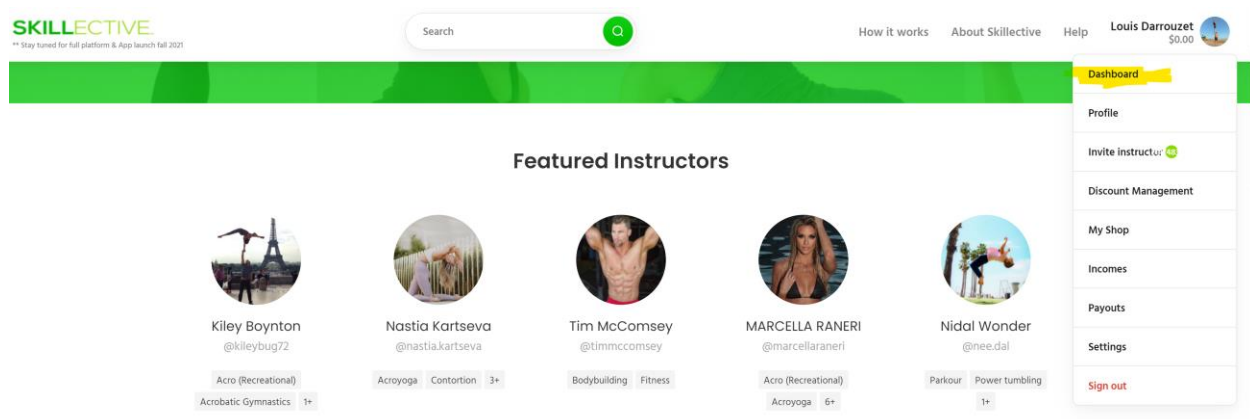 SKILLECTIVE.
** Stay tuned for full platform & App launch fall 2021
Search
How it works About Skillective Help Louis Darrouzet
$0.00
Dashboard
Profile
Invite instructor 48
Discount Management
My Shop
Incomes
Payouts
Settings
Sign out
Featured Instructors
Kiley Boynton
@kileybug72
Acro (Recreational)
Acrobatic Gymnastics 1+
Nastia Kartseva
@nastia.kartseva
Acroyoga Contortion 3+
Tim McComsey
@timmccomsey
Bodybuilding Fitness
MARCELLA RANERI
@marcellaraneri
Acro (Recreational)
Acroyoga 6+
Nidal Wonder
@nee.dal
Parkour Power tumbling
1+